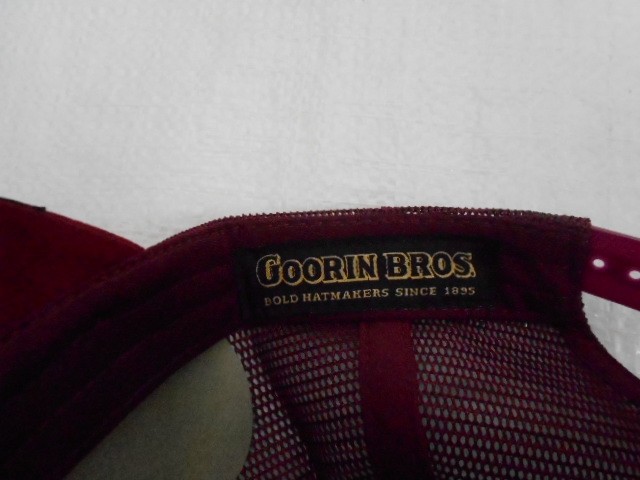 GOORIN BROS.
BOLD HATMAKERS SINCE 1895